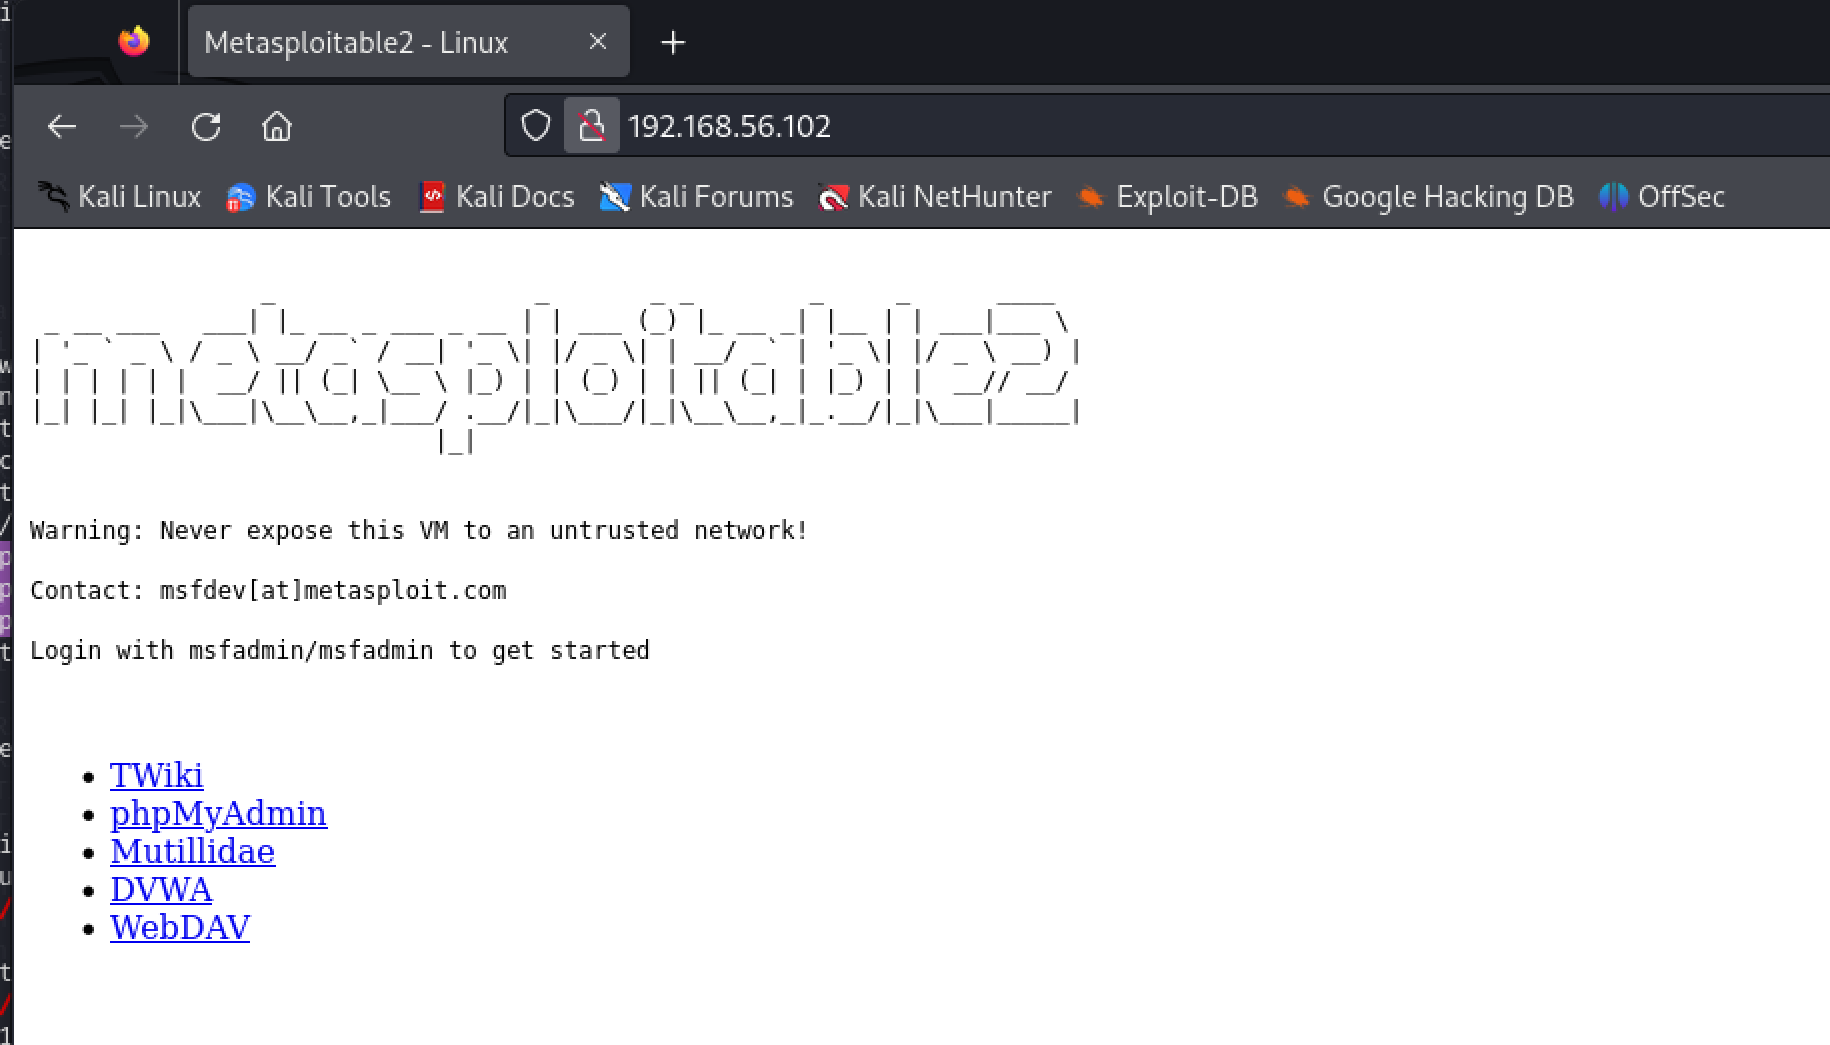 Metasploitable2 - Linux
192.168.56.102
Kali Linux Kali Tools Kali Docs Kali Forums Kali NetHunter Exploit-DB Google Hacking DB OffSec
metasploitable2
Warning: Never expose this VM to an untrusted network!
Contact: msfdev[at]metasploit.com
Login with msfadmin/msfadmin to get started
TWiki
phpMyAdmin
Mutillidae
DVWA
WebDAV